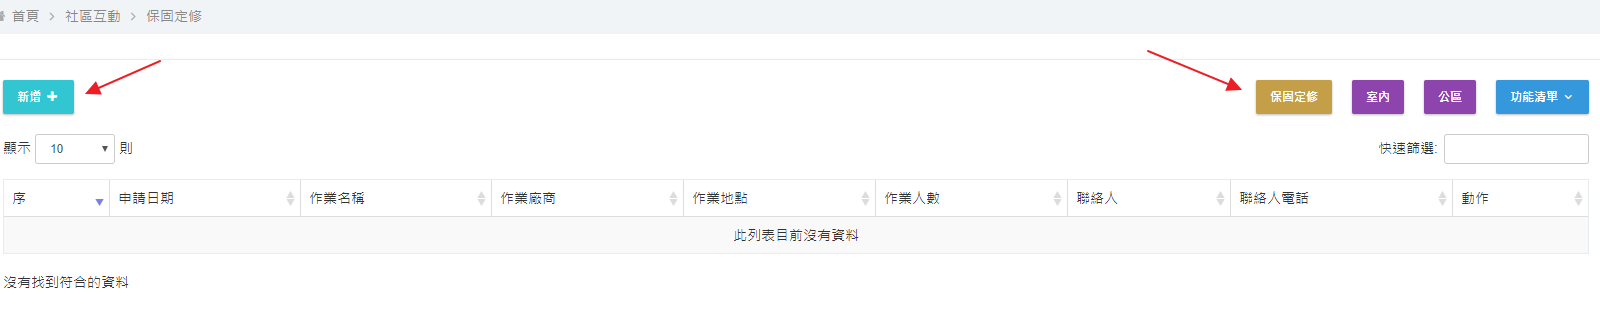 首頁 > 社區互動 > 保固定修
新增 + 保固定修 室內 公區 功能清單
顯示 10 則 快速篩選:
序 申請日期 作業名稱 作業廠商 作業地點 作業人數 聯絡人 聯絡人電話 動作
此列表目前沒有資料
沒有找到符合的資料